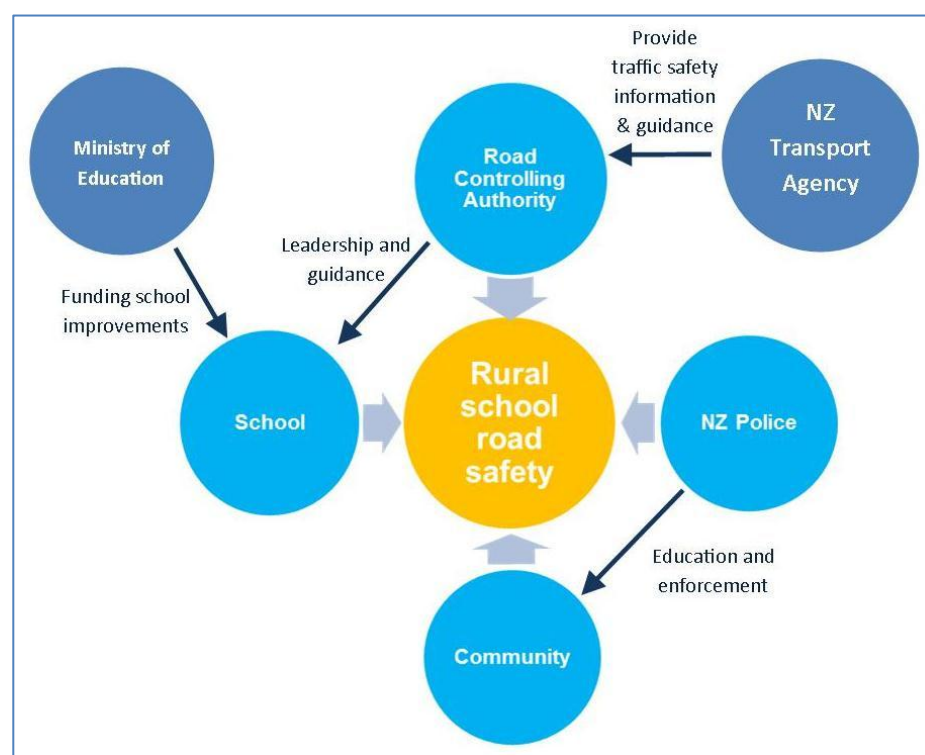 Provide
traffic safety
information
& guidance
NZ
Transport
Agency
Ministry of
Education
Road
Controlling
Authority
Leadership and
guidance
Funding school
improvements
Rural
school
road
safety
School
NZ Police
Education and
enforcement
Community